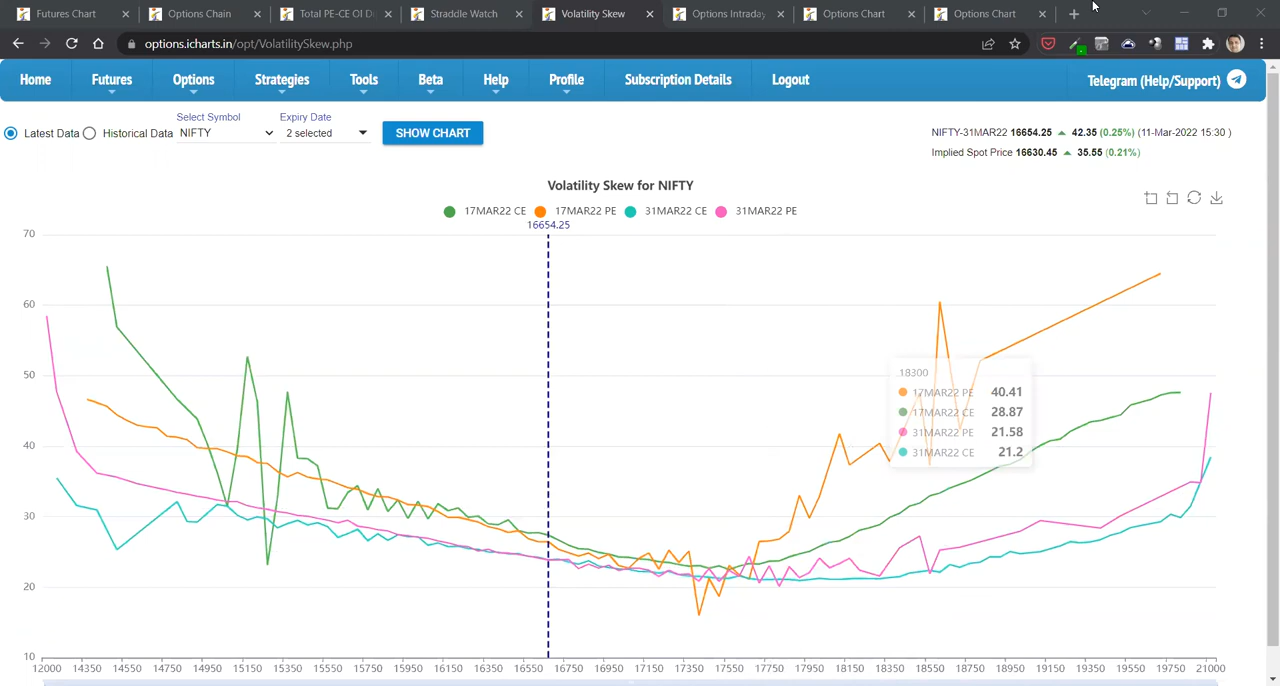 Futures Chart
Options Chain
Total PE-CE OI Di
Straddle Watch
Volatility Skew
Options Intraday
Options Chart
Options Chart
options.icharts.in/opt/VolatilitySkew.php
Home Futures Options Strategies Tools Beta Help Profile Subscription Details Logout Telegram (Help/Support)
Select Symbol Expiry Date
Latest Data Historical Data NIFTY 2 selected SHOW CHART
NIFTY-31MAR22 16654.25 ▲ 42.35 (0.25%) (11-Mar-2022 15:30 )
Implied Spot Price 16630.45 ▲ 35.55 (0.21%)
Volatility Skew for NIFTY
17MAR22 CE 17MAR22 PE 31MAR22 CE 31MAR22 PE
16654.25
70
60
50
40
30
20
10
18300
17MAR22 PE 40.41
17MAR22 CE 28.87
31MAR22 PE 21.58
31MAR22 CE 21.2
12000 14350 14550 14750 14950 15150 15350 15550 15750 15950 16150 16350 16550 16750 16950 17150 17350 17550 17750 17950 18150 18350 18550 18750 18950 19150 19350 19550 19750 21000